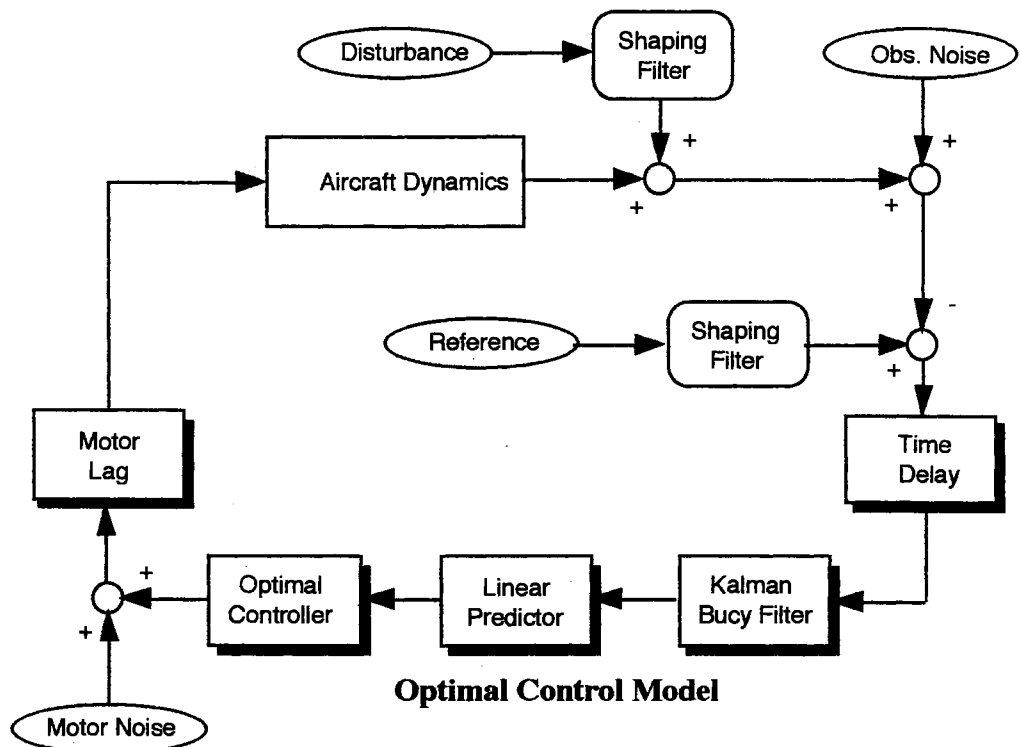 Disturbance
Shaping
Filter
Obs. Noise
+
+
Aircraft Dynamics
+
+
-
Reference
Shaping
Filter
+
Motor
Lag
Time
Delay
+
Optimal
Controller
Linear
Predictor
Kalman
Bucy Filter
+
Optimal Control Model
Motor Noise